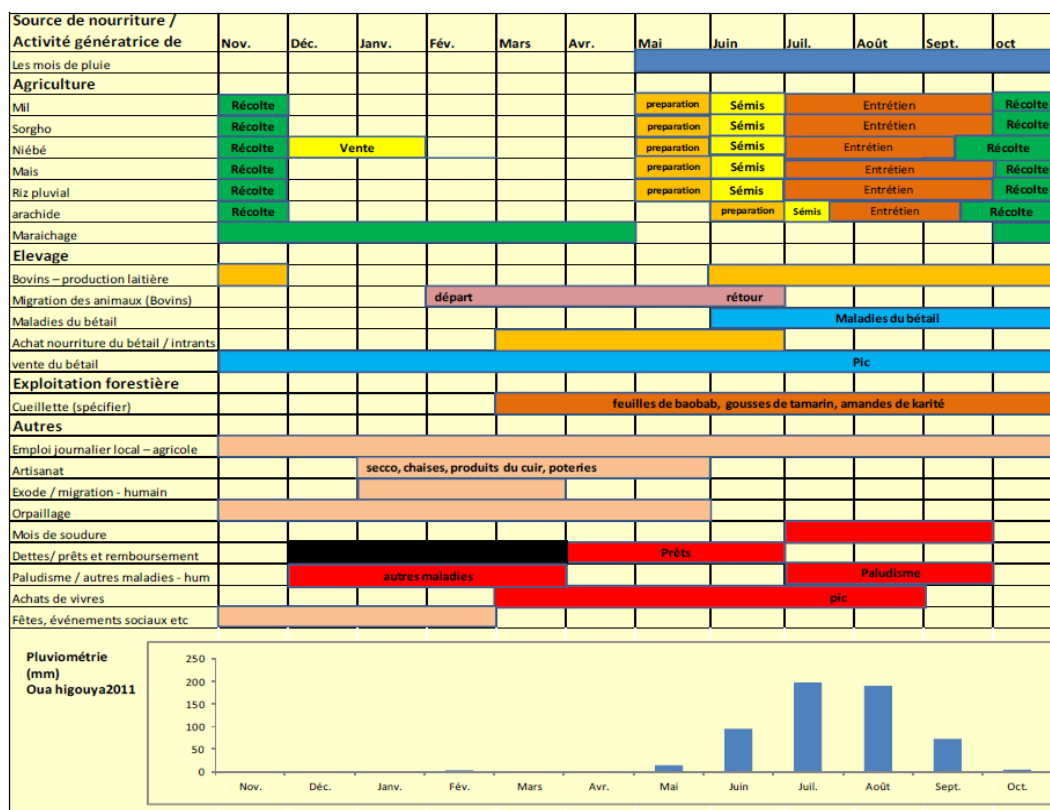 Source de nourriture /
Activité génératrice de Nov. Déc. Janv. Fév. Mars Avr. Mai Juin Juil. Août Sept. oct
Les mois de pluie
Agriculture
Mil Récolte preparation Sémis Entrétien Récolte
Sorgho Récolte preparation Sémis Entrétien Récolte
Niébé Récolte Vente preparation Sémis Entrétien Récolte
Mais Récolte preparation Sémis Entrétien Récolte
Riz pluvial Récolte preparation Sémis Entrétien Récolte
arachide Récolte preparation Sémis Entrétien Récolte
Maraichage
Elevage
Bovins – production laitière
Migration des animaux (Bovins) départ rétour
Maladies du bétail Maladies du bétail
Achat nourriture du bétail / intrants
vente du bétail Pic
Exploitation forestière
Cueillette (spécifier) feuilles de baobab, gousses de tamarin, amandes de karité
Autres
Emploi journalier local – agricole
Artisanat secco, chaises, produits du cuir, poteries
Exode / migration - humain
Orpaillage
Mois de soudure
Dettes/ prêts et remboursement Prêts
Paludisme / autres maladies - hum autres maladies Paludisme
Achats de vivres pic
Fêtes, événements sociaux etc
Pluviométrie
(mm)
Oua higouya2011
250
200
150
100
50
0
Nov. Déc. Janv. Fév. Mars Avr. Mai Juin Juil. Août Sept. Oct.